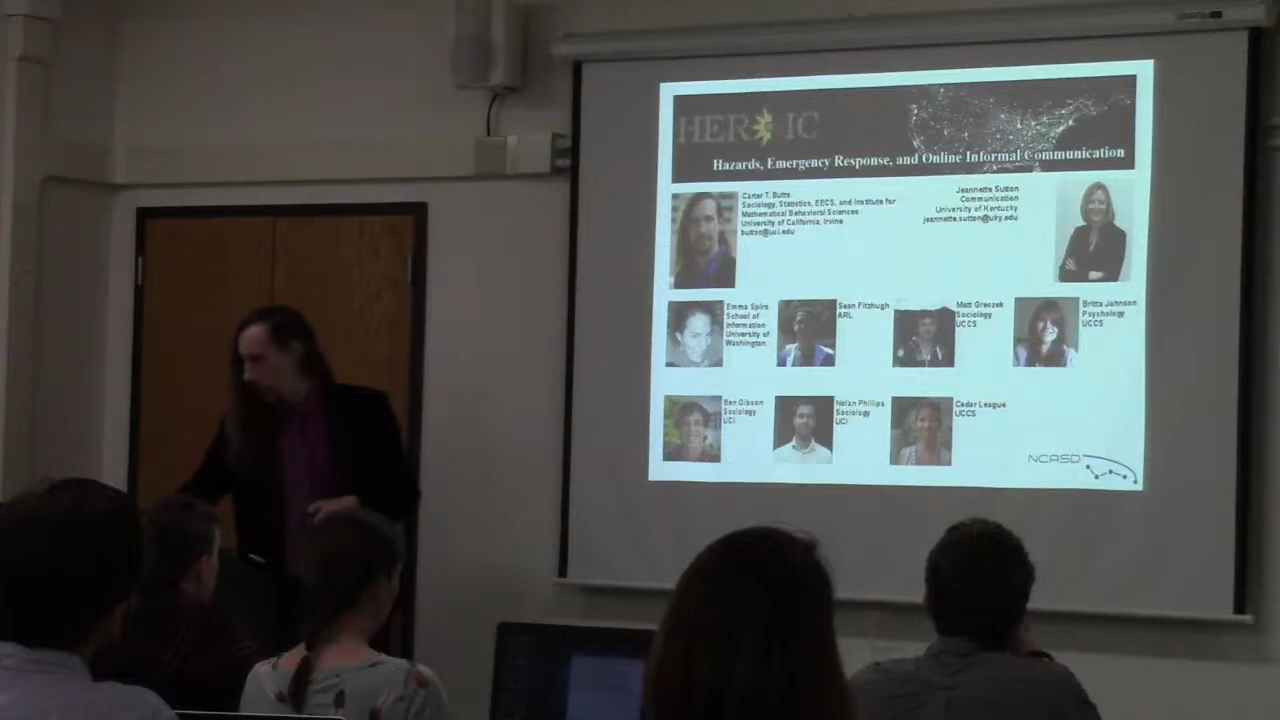 HEROIC
Hazards, Emergency Response, and Online Informal Communication
Carter T. Butts
Sociology, Statistics, EECS, and Institute for
Mathematical Behavioral Sciences
University of California, Irvine
buttsc@uci.edu
Jeannette Sutton
Communication
University of Kentucky
jeannette.sutton@uky.edu
Emma Spiro
School of
Information
University of
Washington
Sean Fitzhugh
ARL
Matt Greczek
Sociology
UCCS
Britta Johnson
Psychology
UCCS
Ben Gibson
Sociology
UCI
Nolan Phillips
Sociology
UCI
Cedar League
UCCS
NCASD